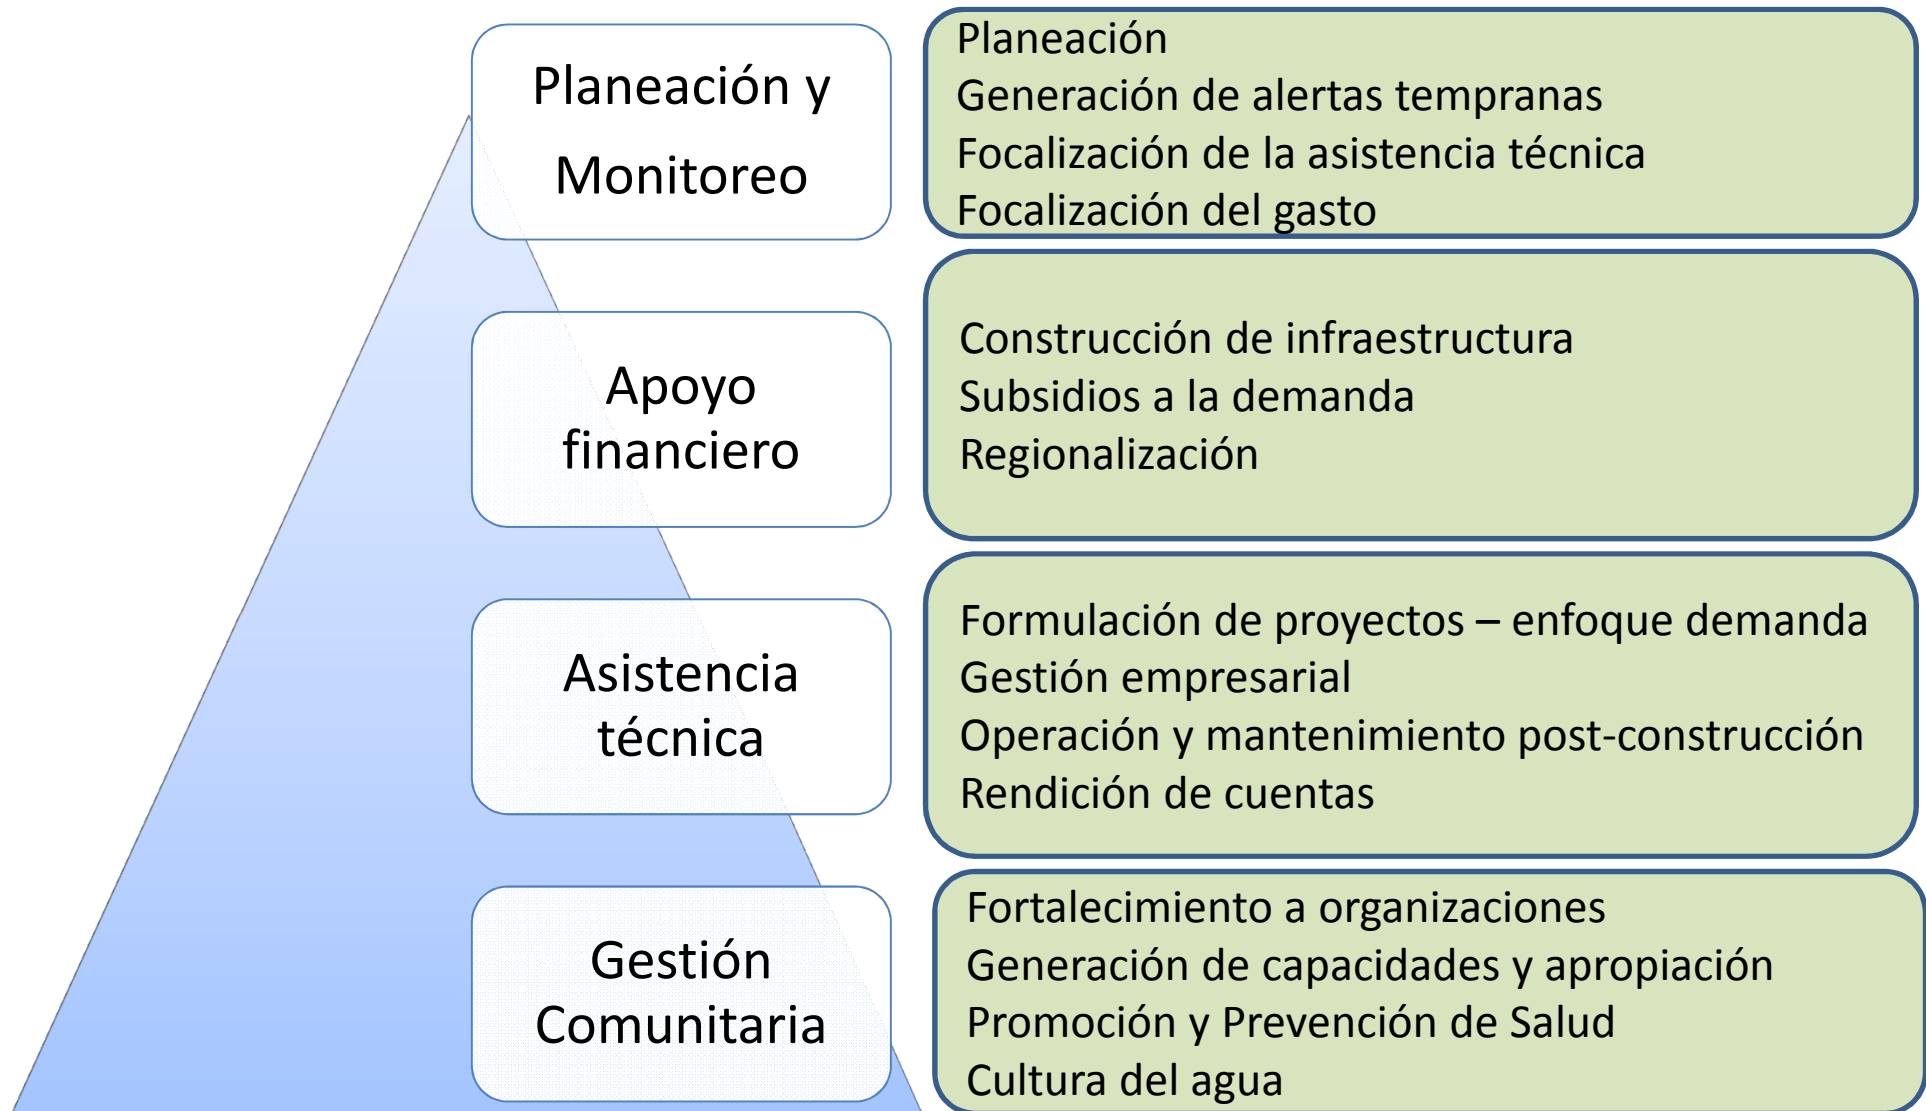 Planeación y
Monitoreo
Planeación
Generación de alertas tempranas
Focalización de la asistencia técnica
Focalización del gasto
Apoyo
financiero
Construcción de infraestructura
Subsidios a la demanda
Regionalización
Asistencia
técnica
Formulación de proyectos – enfoque demanda
Gestión empresarial
Operación y mantenimiento post-construcción
Rendición de cuentas
Gestión
Comunitaria
Fortalecimiento a organizaciones
Generación de capacidades y apropiación
Promoción y Prevención de Salud
Cultura del agua